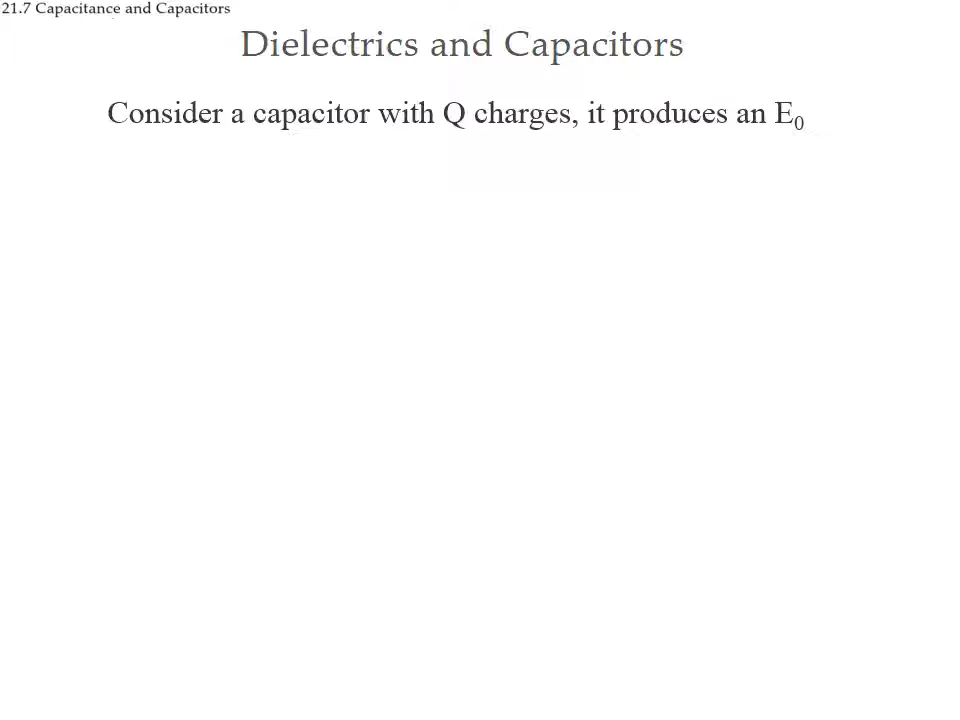 21.7 Capacitance and Capacitors
Dielectrics and Capacitors
Consider a capacitor with Q charges, it produces an E₀